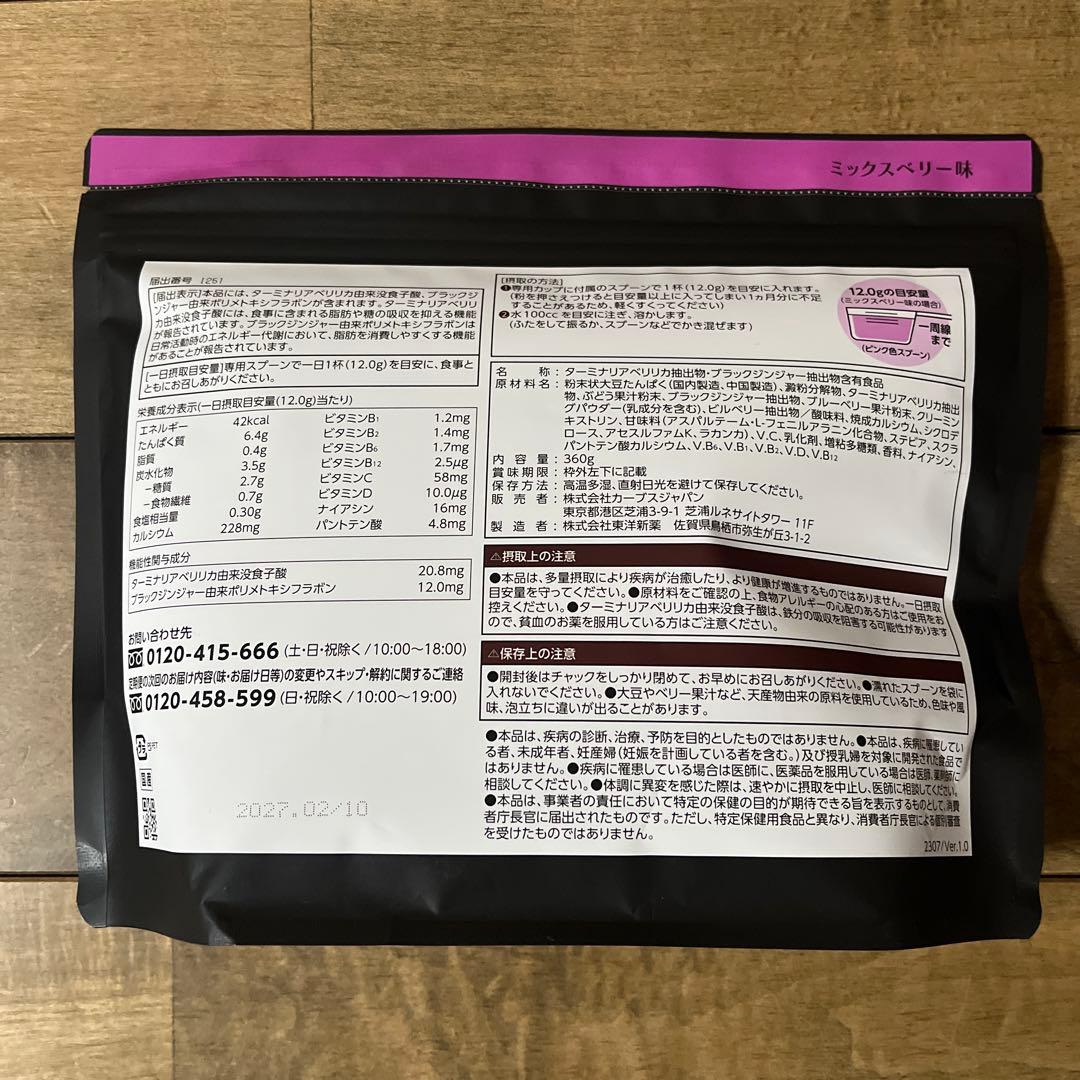 ミックスベリー味
届出番号 I251
[届出表示]本品には、ターミナリアベリリカ由来没食子酸、ブラックジ
ンジャー由来ポリメトキシフラボンが含まれます。ターミナリアベリリ
カ由来没食子酸には、食事に含まれる脂肪や糖の吸収を抑える機能
が報告されています。ブラックジンジャー由来ポリメトキシフラボンは
日常活動時のエネルギー代謝において、脂肪を消費しやすくする機能
があることが報告されています。
[一日摂取目安量]専用スプーンで一日1杯(12.0g)を目安に、食事と
ともにお召しあがりください。
栄養成分表示(一日摂取目安量(12.0g)当たり)
エネルギー 42kcal ビタミンB₁ 1.2mg
たんぱく質 6.4g ビタミンB₂ 1.4mg
脂質 0.4g ビタミンB₆ 1.7mg
炭水化物 3.5g ビタミンB₁₂ 2.5μg
−糖質 2.7g ビタミンC 58mg
−食物繊維 0.7g ビタミンD 10.0μg
食塩相当量 0.30g ナイアシン 16mg
カルシウム 228mg パントテン酸 4.8mg
機能性関与成分
ターミナリアベリリカ由来没食子酸 20.8mg
ブラックジンジャー由来ポリメトキシフラボン 12.0mg
お問い合わせ先
0120-415-666 (土・日・祝除く/10:00〜18:00)
定期便の次回のお届け内容(味・お届け日等)の変更やスキップ・解約に関するご連絡
0120-458-599 (日・祝除く/10:00〜19:00)
プラ
PE・PET
国産
2027.02/10
[摂取の方法]
❶専用カップに付属のスプーンで1杯(12.0g)を目安に入れます。
(粉を押さえつけると目安量以上に入ってしまい1ヵ月分に不足
することがあるため、軽くすくってください)
❷水100ccを目安に注ぎ、溶かします。
(ふたをして振るか、スプーンなどでかき混ぜます)
12.0gの目安量
(ミックスベリー味の場合)
一周線
まで
(ピンク色スプーン)
名 称:ターミナリアベリリカ抽出物・ブラックジンジャー抽出物含有食品
原材料名:粉末状大豆たんぱく(国内製造、中国製造)、澱粉分解物、ターミナリアベリリカ抽出
物、ぶどう果汁粉末、ブラックジンジャー抽出物、ブルーベリー果汁粉末、クリーミン
グパウダー(乳成分を含む)、ビルベリー抽出物/酸味料、焼成カルシウム、シクロデ
キストリン、甘味料(アスパルテーム・L-フェニルアラニン化合物、ステビア、スクラ
ロース、アセスルファムK、ラカンカ)、V.C、乳化剤、増粘多糖類、香料、ナイアシン、
パントテン酸カルシウム、V.B₆、V.B₁、V.B₂、V.D、V.B₁₂
内容量:360g
賞味期限:枠外左下に記載
保存方法:高温多湿、直射日光を避けて保存してください。
販売者:株式会社カーブスジャパン
東京都港区芝浦3-9-1 芝浦ルネサイトタワー 11F
製造者:株式会社東洋新薬 佐賀県鳥栖市弥生が丘3-1-2
⚠摂取上の注意
●本品は、多量摂取により疾病が治癒したり、より健康が増進するものではありません。一日摂取
目安量を守ってください。●原材料をご確認の上、食物アレルギーの心配のある方はご使用をお
控えください。●ターミナリアベリリカ由来没食子酸は、鉄分の吸収を阻害する可能性があります
ので、貧血のお薬を服用している方はご注意ください。
⚠保存上の注意
●開封後はチャックをしっかり閉めて、お早めにお召しあがりください。●濡れたスプーンを袋に
入れないでください。●大豆やベリー果汁など、天産物由来の原料を使用しているため、色味や風
味、泡立ちに違いが出ることがあります。
●本品は、疾病の診断、治療、予防を目的としたものではありません。●本品は、疾病に罹患してい
る者、未成年者、妊産婦(妊娠を計画している者を含む。)及び授乳婦を対象に開発された食品で
はありません。●疾病に罹患している場合は医師に、医薬品を服用している場合は医師、薬剤師に
相談してください。●体調に異変を感じた際は、速やかに摂取を中止し、医師に相談してください。
●本品は、事業者の責任において特定の保健の目的が期待できる旨を表示するものとして、消費
者庁長官に届出されたものです。ただし、特定保健用食品と異なり、消費者庁長官による個別審査
を受けたものではありません。
2307/Ver.1.0